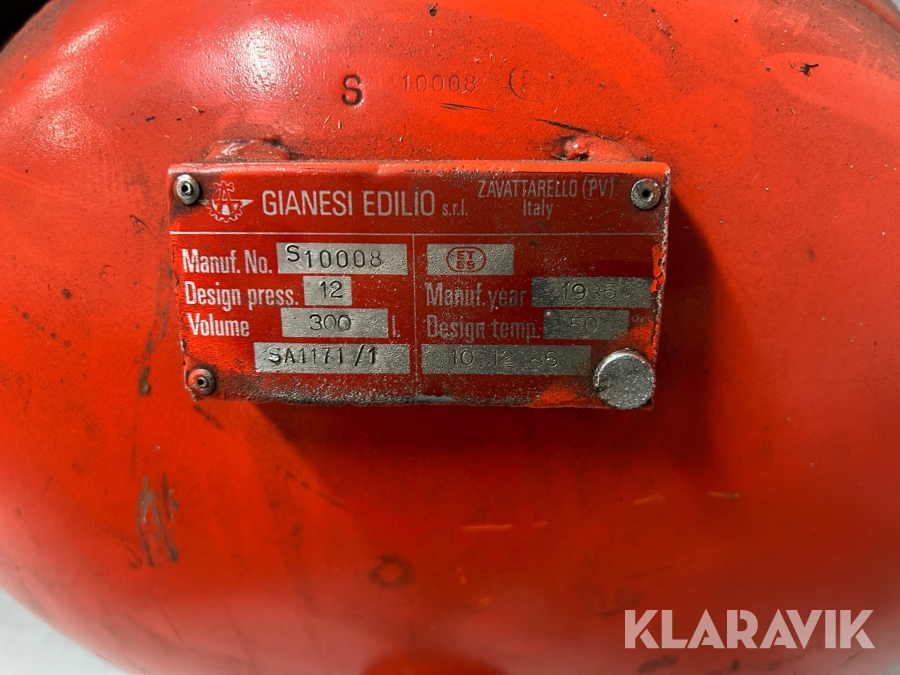 S 10008
GIANESI EDILIO s.r.l.
ZAVATTARELLO (PV)
Italy
Manuf. No. S10008
Design press. 12
Manuf. year 1986
Volume 300 l.
Design temp. 50 °C
SA1171/1
10 12 86
KLARAVIK